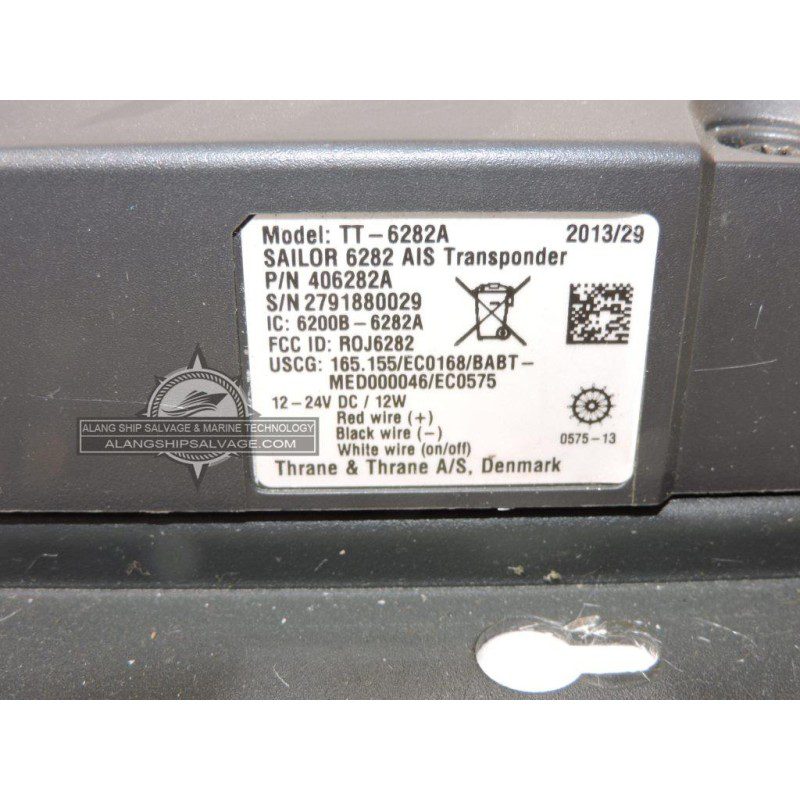 Model: TT-6282A 2013/29
SAILOR 6282 AIS Transponder
P/N 406282A
S/N 2791880029
IC: 6200B-6282A
FCC ID: ROJ6282
USCG: 165.155/EC0168/BABT-
MED000046/EC0575
12-24V DC / 12W
Red wire (+)
Black wire (-)
White wire (on/off)
0575-13
Thrane & Thrane A/S, Denmark
ALANG SHIP SALVAGE & MARINE TECHNOLOGY
ALANGSHIPSALVAGE.COM